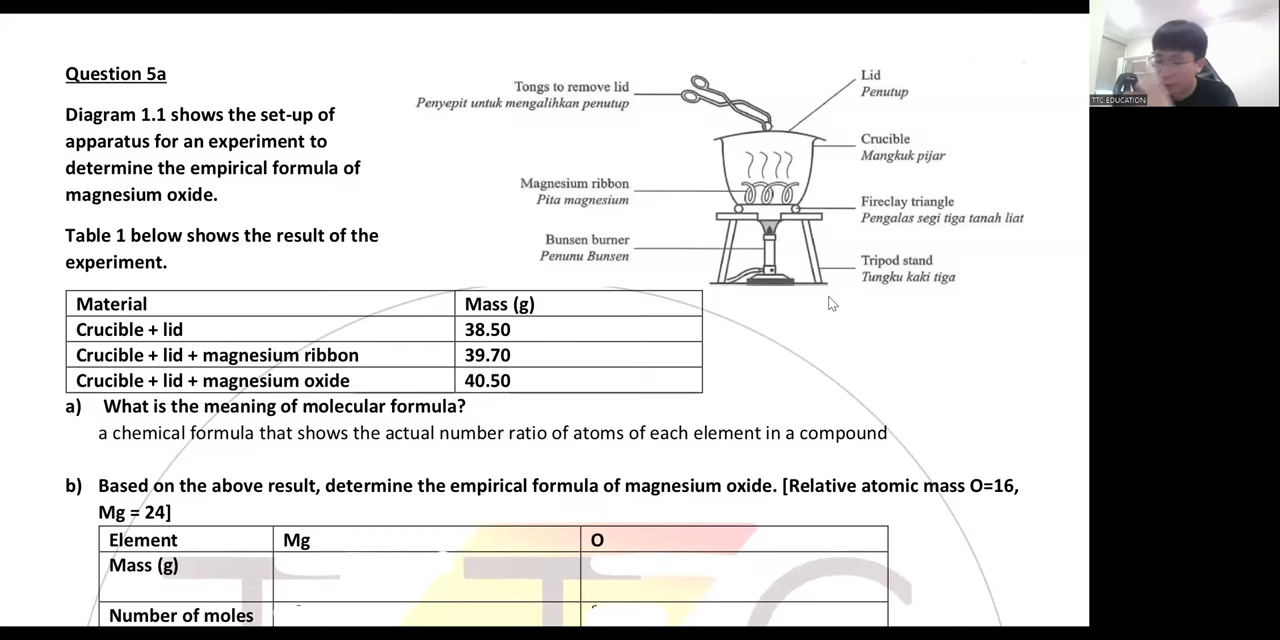 Question 5a
Diagram 1.1 shows the set-up of
apparatus for an experiment to
determine the empirical formula of
magnesium oxide.
Table 1 below shows the result of the
experiment.
Tongs to remove lid
Penyepit untuk mengalihkan penutup
Magnesium ribbon
Pita magnesium
Bunsen burner
Penunu Bunsen
Lid
Penutup
Crucible
Mangkuk pijar
Fireclay triangle
Pengalas segi tiga tanah liat
Tripod stand
Tungku kaki tiga
TTC EDUCATION
Material Mass (g)
Crucible + lid 38.50
Crucible + lid + magnesium ribbon 39.70
Crucible + lid + magnesium oxide 40.50
a) What is the meaning of molecular formula?
a chemical formula that shows the actual number ratio of atoms of each element in a compound
b) Based on the above result, determine the empirical formula of magnesium oxide. [Relative atomic mass O=16,
Mg = 24]
Element Mg O
Mass (g)
Number of moles
TTC